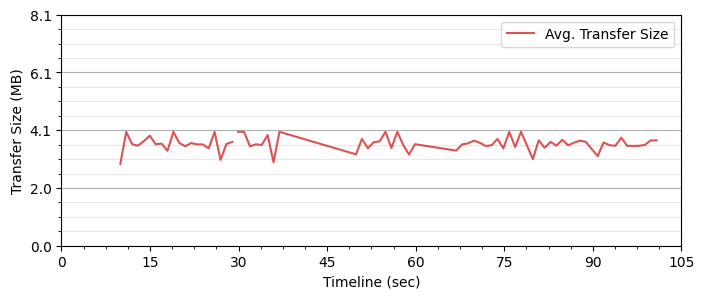 8.1
Avg. Transfer Size
6.1
4.1
2.0
0.0
Transfer Size (MB)
0 15 30 45 60 75 90 105
Timeline (sec)